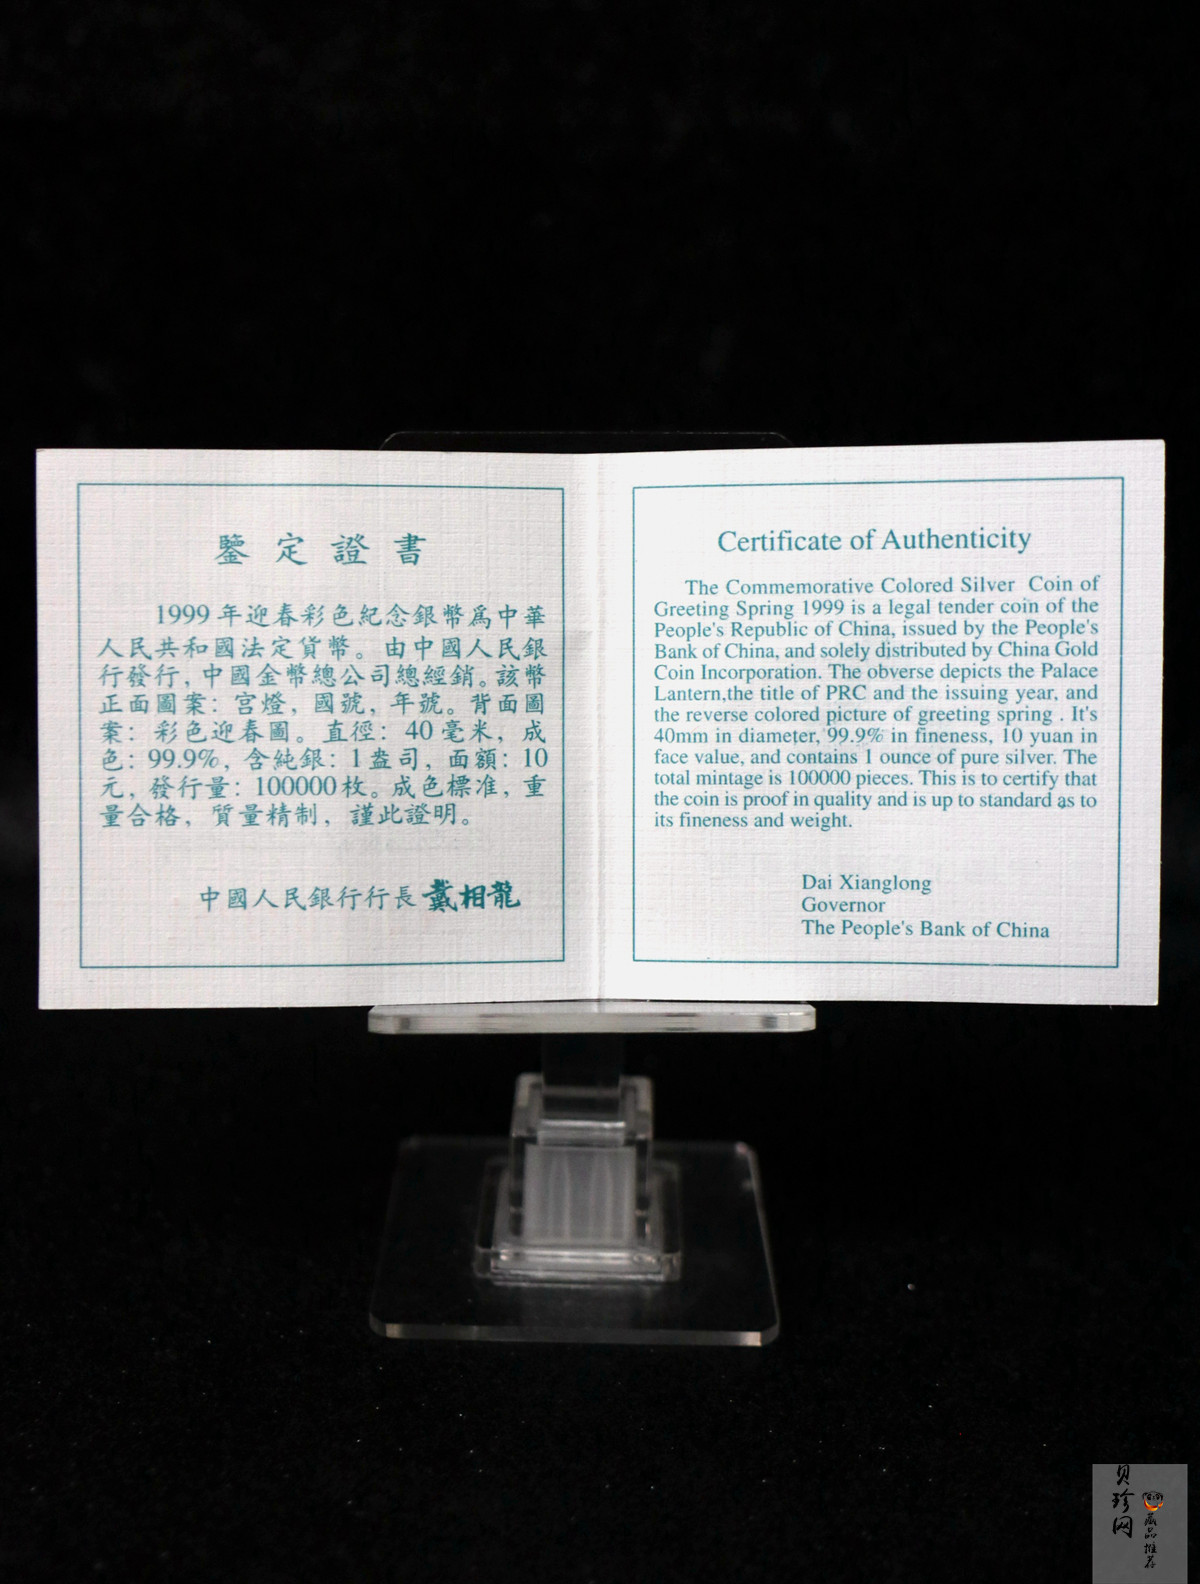 鑒定證書
1999年迎春彩色紀念銀幣爲中華
人民共和國法定貨幣。由中國人民銀
行發行,中國金幣總公司總經銷。該幣
正面圖案:宫燈,國號,年號。背面圖
案:彩色迎春圖。直徑:40毫米,成
色:99.9%,含純銀:1盎司,面額:10
元,發行量:100000枚。成色標准,重
量合格,質量精制,謹此證明。
中國人民銀行行長 戴相龍
Certificate of Authenticity
The Commemorative Colored Silver Coin of
Greeting Spring 1999 is a legal tender coin of the
People's Republic of China, issued by the People's
Bank of China, and solely distributed by China Gold
Coin Incorporation. The obverse depicts the Palace
Lantern,the title of PRC and the issuing year, and
the reverse colored picture of greeting spring . It's
40mm in diameter, 99.9% in fineness, 10 yuan in
face value, and contains 1 ounce of pure silver. The
total mintage is 100000 pieces. This is to certify that
the coin is proof in quality and is up to standard as to
its fineness and weight.
Dai Xianglong
Governor
The People's Bank of China
贝珍网
藏品推荐